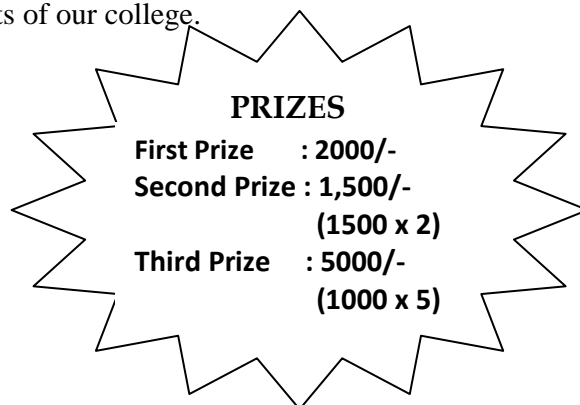 ts of our college.
PRIZES
First Prize : 2000/-
Second Prize : 1,500/-
(1500 x 2)
Third Prize : 5000/-
(1000 x 5)